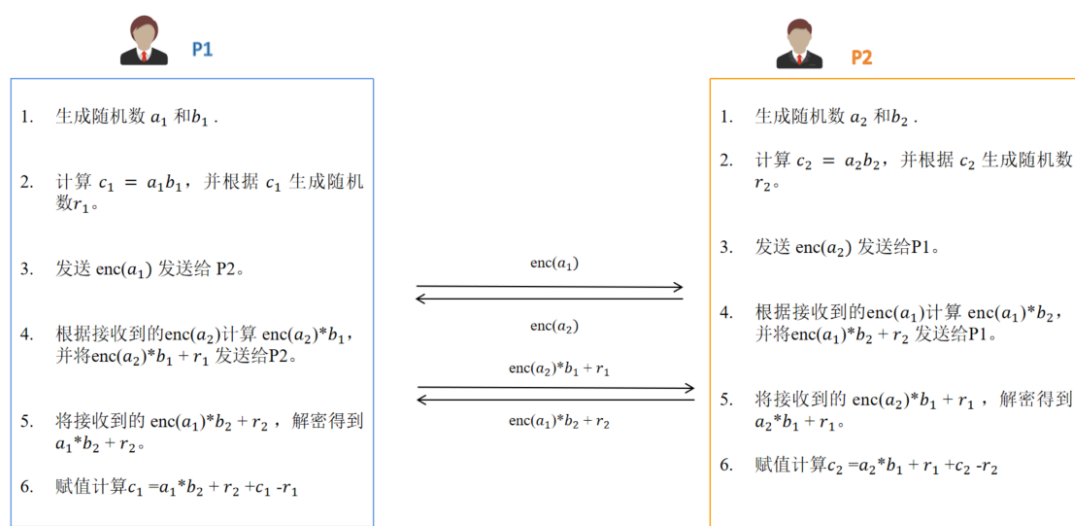 P1
1. 生成随机数 a₁ 和b₁ .
2. 计算 c₁ = a₁b₁，并根据 c₁ 生成随机
数r₁。
3. 发送 enc(a₁) 发送给 P2。
4. 根据接收到的enc(a₂)计算 enc(a₂)*b₁，
并将enc(a₂)*b₁ + r₁ 发送给P2。
5. 将接收到的 enc(a₁)*b₂ + r₂ ，解密得到
a₁*b₂ + r₂。
6. 赋值计算c₁ =a₁*b₂ + r₂ +c₁ -r₁
enc(a₁)
enc(a₂)
enc(a₂)*b₁ + r₁
enc(a₁)*b₂ + r₂
P2
1. 生成随机数 a₂ 和b₂ .
2. 计算 c₂ = a₂b₂，并根据 c₂ 生成随机数
r₂。
3. 发送 enc(a₂) 发送给P1。
4. 根据接收到的enc(a₁)计算 enc(a₁)*b₂，
并将enc(a₁)*b₂ + r₂ 发送给P1。
5. 将接收到的 enc(a₂)*b₁ + r₁ ，解密得到
a₂*b₁ + r₁。
6. 赋值计算c₂ =a₂*b₁ + r₁ +c₂ -r₂